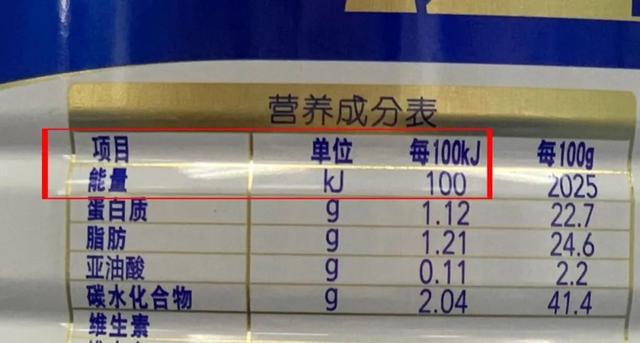 营养成分表
项目 单位 每100kJ 每100g
能量 kJ 100 2025
蛋白质 g 1.12 22.7
脂肪 g 1.21 24.6
亚油酸 g 0.11 2.2
碳水化合物 g 2.04 41.4
维生素